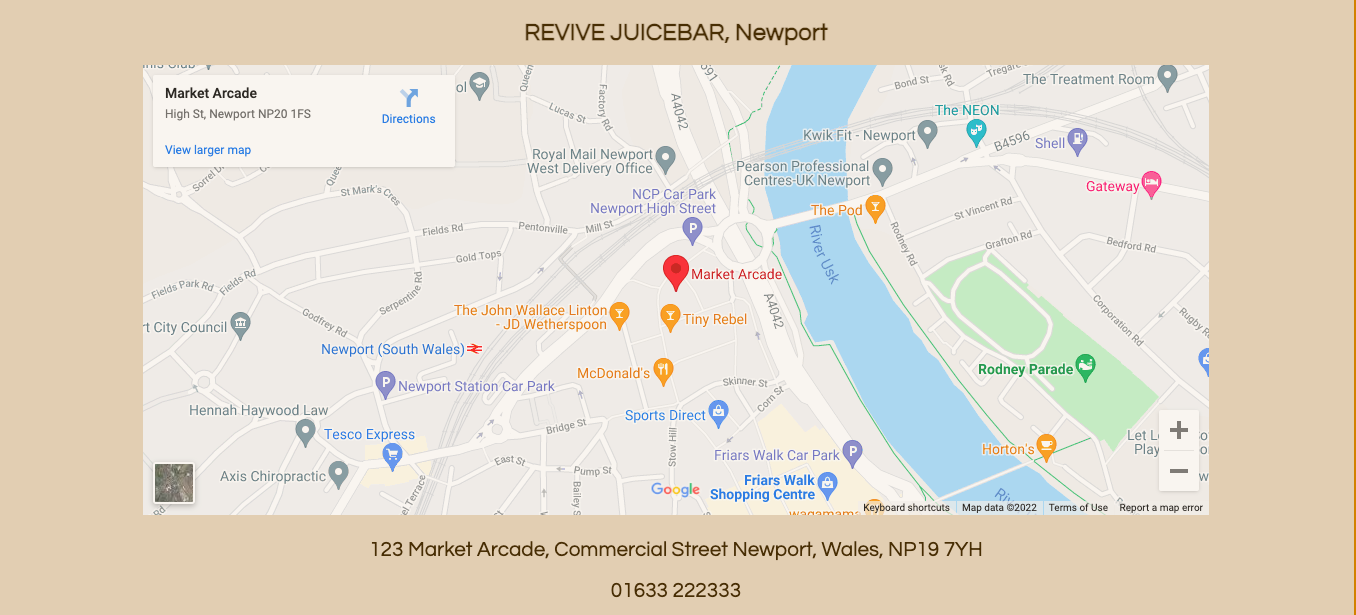 REVIVE JUICEBAR, Newport
Market Arcade
High St, Newport NP20 1FS
Directions
View larger map
A4042
Queen
Factory Rd
Lucas St
Bond St
Tregare
The Treatment Room
The NEON
Kwik Fit - Newport
B4596
Shell
Royal Mail Newport
West Delivery Office
Pearson Professional
Centres-UK Newport
Gateway
Sorrel
St Mark's Cres
NCP Car Park
Newport High Street
P
The Pod
St Vincent Rd
Rodney Rd
Fields Rd
Pentonville
Mill St
River Usk
Grafton Rd
Bedford Rd
Gold Tops
Market Arcade
Fields Park Rd
Fields Rd
Serpentine Rd
A4042
Corporation Rd
Rugby
The John Wallace Linton
- JD Wetherspoon
Tiny Rebel
Godfrey Rd
rt City Council
Newport (South Wales)
Rodney Parade
McDonald's
P
Newport Station Car Park
Skinner St
Corn St
Hennah Haywood Law
Sports Direct
Bridge St
Stow Hill
Tesco Express
Horton's
Friars Walk Car Park
P
East St
Pump St
Axis Chiropractic
Friars Walk
Shopping Centre
Bailey S
Terrace
Google
wagamama
Keyboard shortcuts
Map data ©2022
Terms of Use
Report a map error
123 Market Arcade, Commercial Street Newport, Wales, NP19 7YH
01633 222333